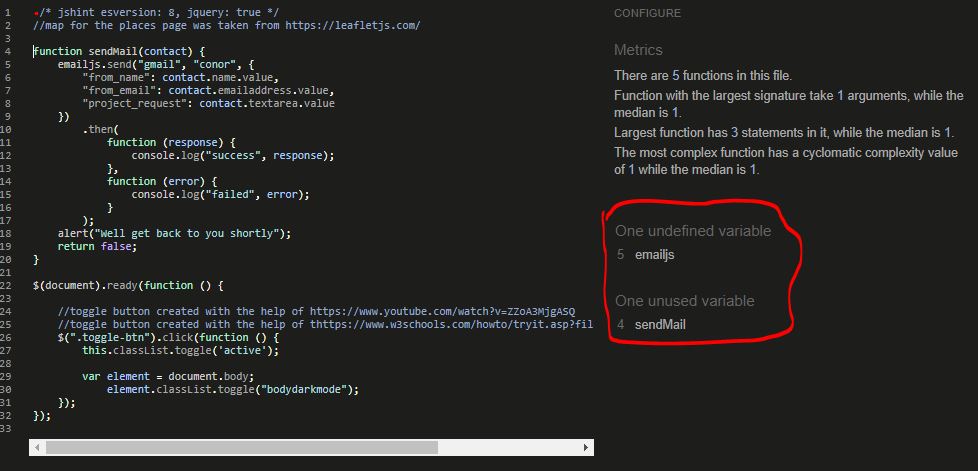 1 /* jshint esversion: 8, jquery: true */
2 //map for the places page was taken from https://leafletjs.com/
3
4 function sendMail(contact) {
5     emailjs.send("gmail", "conor", {
6         "from_name": contact.name.value,
7         "from_email": contact.emailaddress.value,
8         "project_request": contact.textarea.value
9     })
10         .then(
11             function (response) {
12                 console.log("success", response);
13             },
14             function (error) {
15                 console.log("failed", error);
16             }
17         );
18     alert("Well get back to you shortly");
19     return false;
20 }
21
22 $(document).ready(function () {
23
24     //toggle button created with the help of https://www.youtube.com/watch?v=ZZoA3MjgASQ
25     //toggle button created with the help of thttps://www.w3schools.com/howto/tryit.asp?fil
26     $(".toggle-btn").click(function () {
27         this.classList.toggle('active');
28
29         var element = document.body;
30             element.classList.toggle("bodydarkmode");
31     });
32 });
33
CONFIGURE
Metrics
There are 5 functions in this file.
Function with the largest signature take 1 arguments, while the
median is 1.
Largest function has 3 statements in it, while the median is 1.
The most complex function has a cyclomatic complexity value
of 1 while the median is 1.
One undefined variable
5 emailjs
One unused variable
4 sendMail